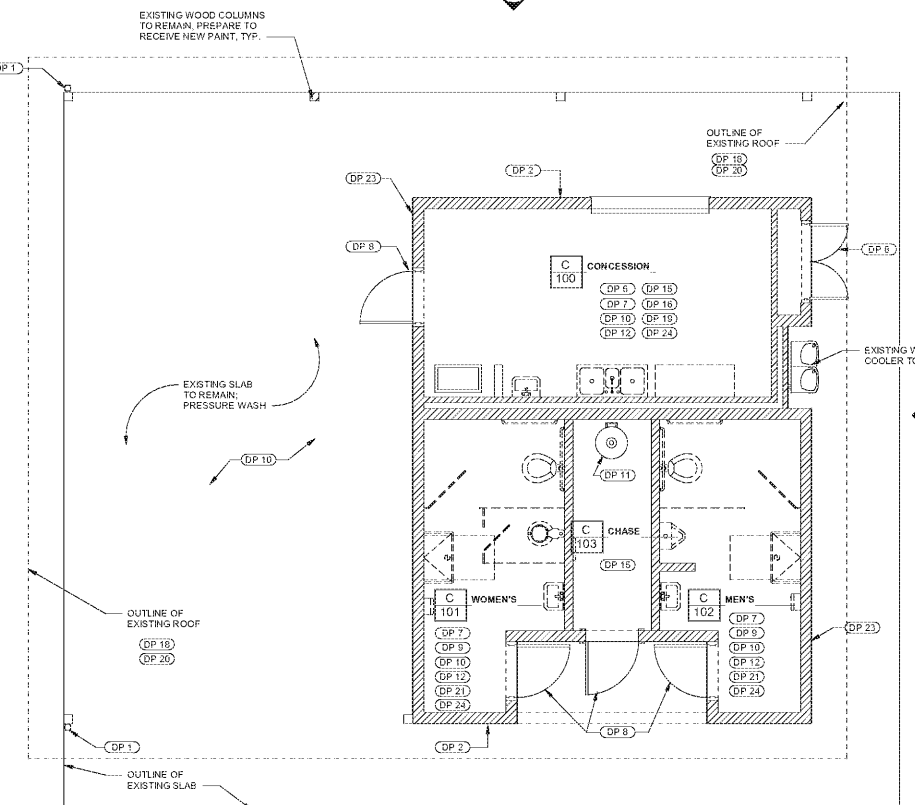 EXISTING WOOD COLUMNS
TO REMAIN; PREPARE TO
RECEIVE NEW PAINT, TYP.
DP 1
OUTLINE OF
EXISTING ROOF
DP 18
DP 20
DP 2
DP 23
DP 8
DP 8
C
100
CONCESSION
DP 6 DP 15
DP 7 DP 16
DP 10 DP 19
DP 12 DP 24
EXISTING
COOLER
EXISTING SLAB
TO REMAIN;
PRESSURE WASH
DP 10
DP 11
C
103
CHASE
DP 15
C
101
WOMEN'S
DP 7
DP 9
DP 10
DP 12
DP 21
DP 24
C
102
MEN'S
DP 7
DP 9
DP 10
DP 12
DP 21
DP 24
DP 23
OUTLINE OF
EXISTING ROOF
DP 18
DP 20
DP 8
DP 1
DP 2
OUTLINE OF
EXISTING SLAB